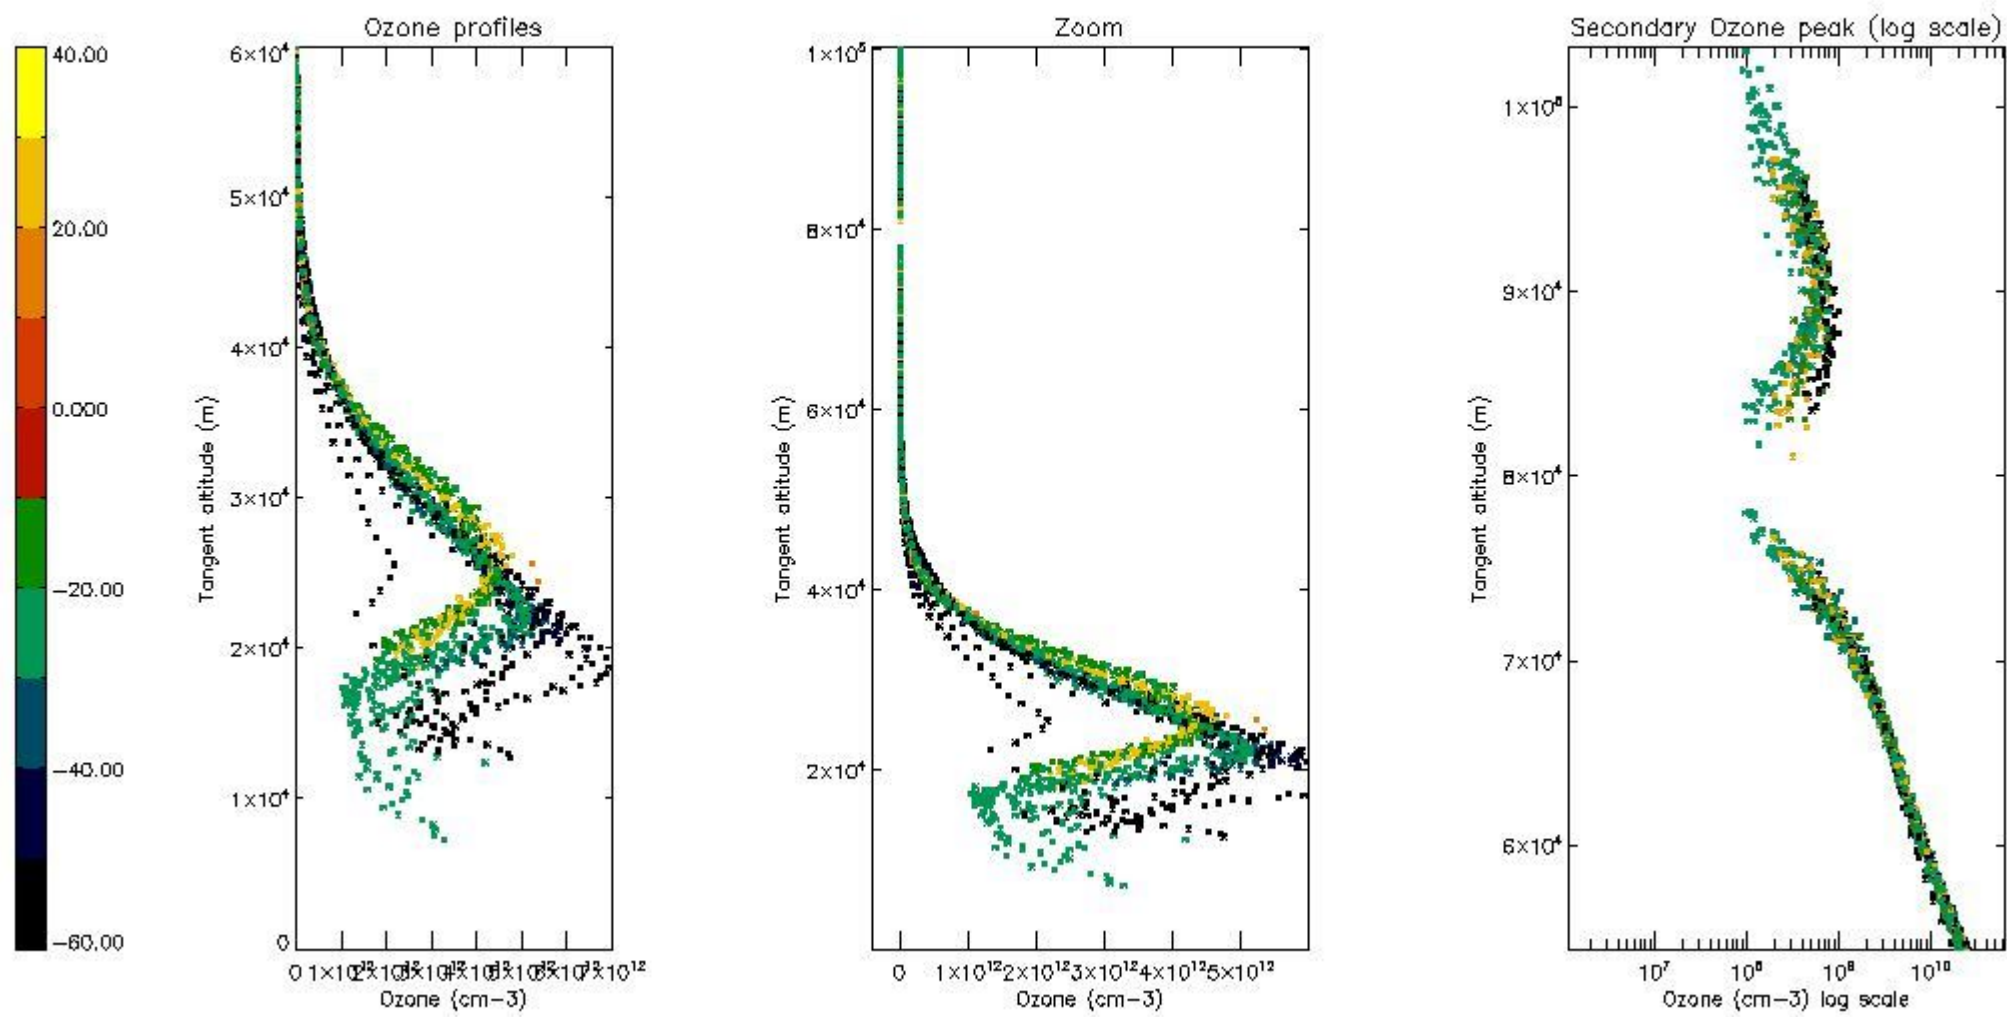 Ozone profiles
Zoom
Secondary Ozone peak (log scale)
40.00
20.00
0.000
−20.00
−40.00
−60.00
6×10⁴
5×10⁴
4×10⁴
3×10⁴
2×10⁴
1×10⁴
0
Tangent altitude (m)
0
7×10¹²
Ozone (cm−3)
1×10⁵
8×10⁴
6×10⁴
4×10⁴
2×10⁴
Tangent altitude (m)
0 1×10¹² 2×10¹² 3×10¹² 4×10¹² 5×10¹²
Ozone (cm−3)
9×10⁴
8×10⁴
7×10⁴
6×10⁴
Tangent altitude (m)
10⁷ 10⁸ 10⁹ 10¹⁰
Ozone (cm−3) log scale